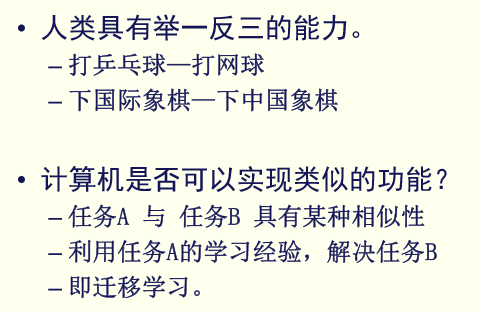 • 人类具有举一反三的能力。
– 打乒乓球—打网球
– 下国际象棋—下中国象棋
• 计算机是否可以实现类似的功能?
– 任务A 与 任务B 具有某种相似性
– 利用任务A的学习经验，解决任务B
– 即迁移学习。